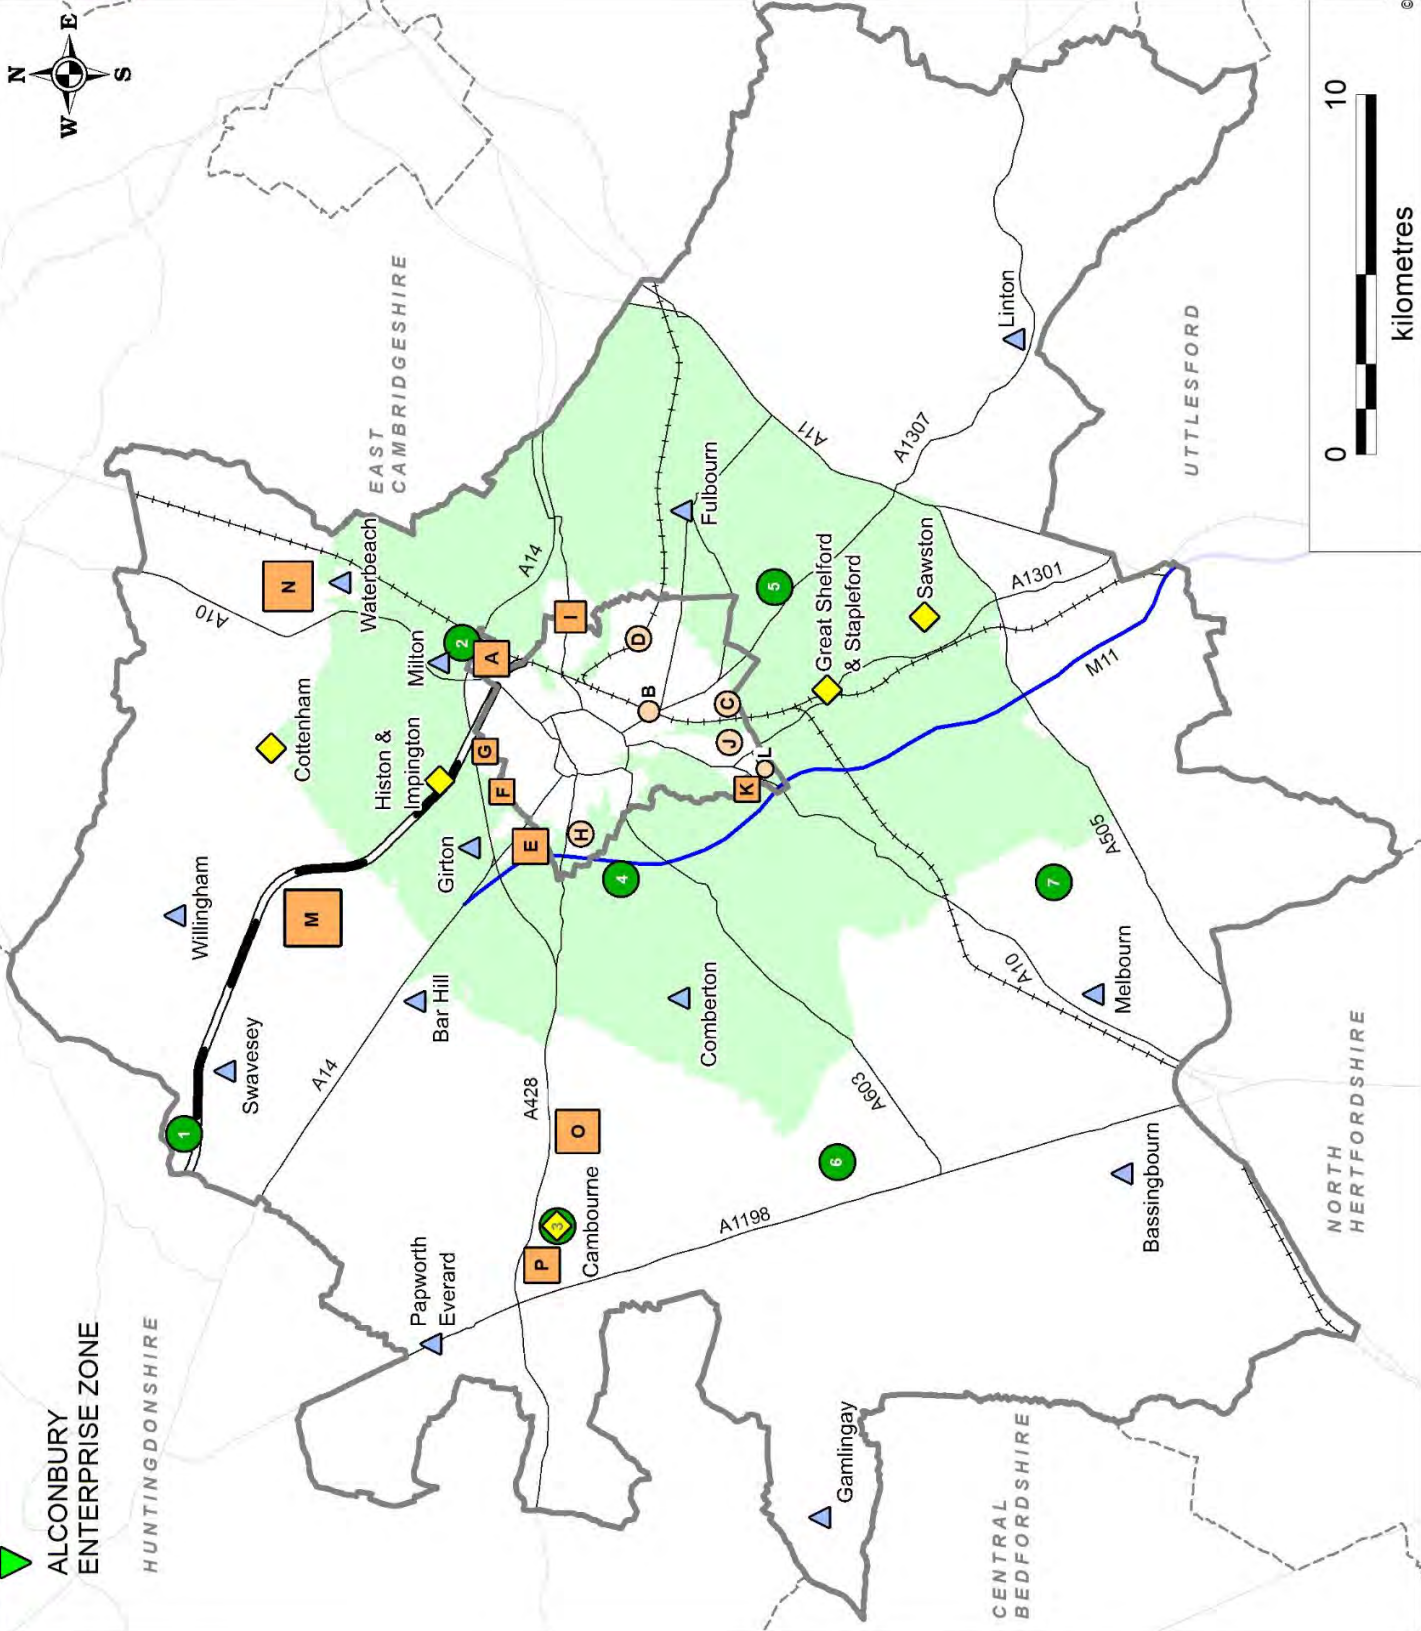 N
E
S
W
ALCONBURY
ENTERPRISE ZONE
HUNTINGDONSHIRE
EAST
CAMBRIDGESHIRE
UTTLESFORD
NORTH
HERTFORDSHIRE
CENTRAL
BEDFORDSHIRE
Willingham
Swavesey
Cottenham
Waterbeach
Milton
Histon &
Impington
Girton
Bar Hill
Papworth
Everard
Cambourne
Comberton
Fulbourn
Great Shelford
& Stapleford
Sawston
Linton
Melbourn
Bassingbourn
Gamlingay
A10
A14
A14
A428
A1198
A603
A10
A505
M11
A1301
A1307
A11
1
2
3
4
5
6
7
A
B
C
D
E
F
G
H
I
J
K
L
M
N
O
P
0
10
kilometres
©